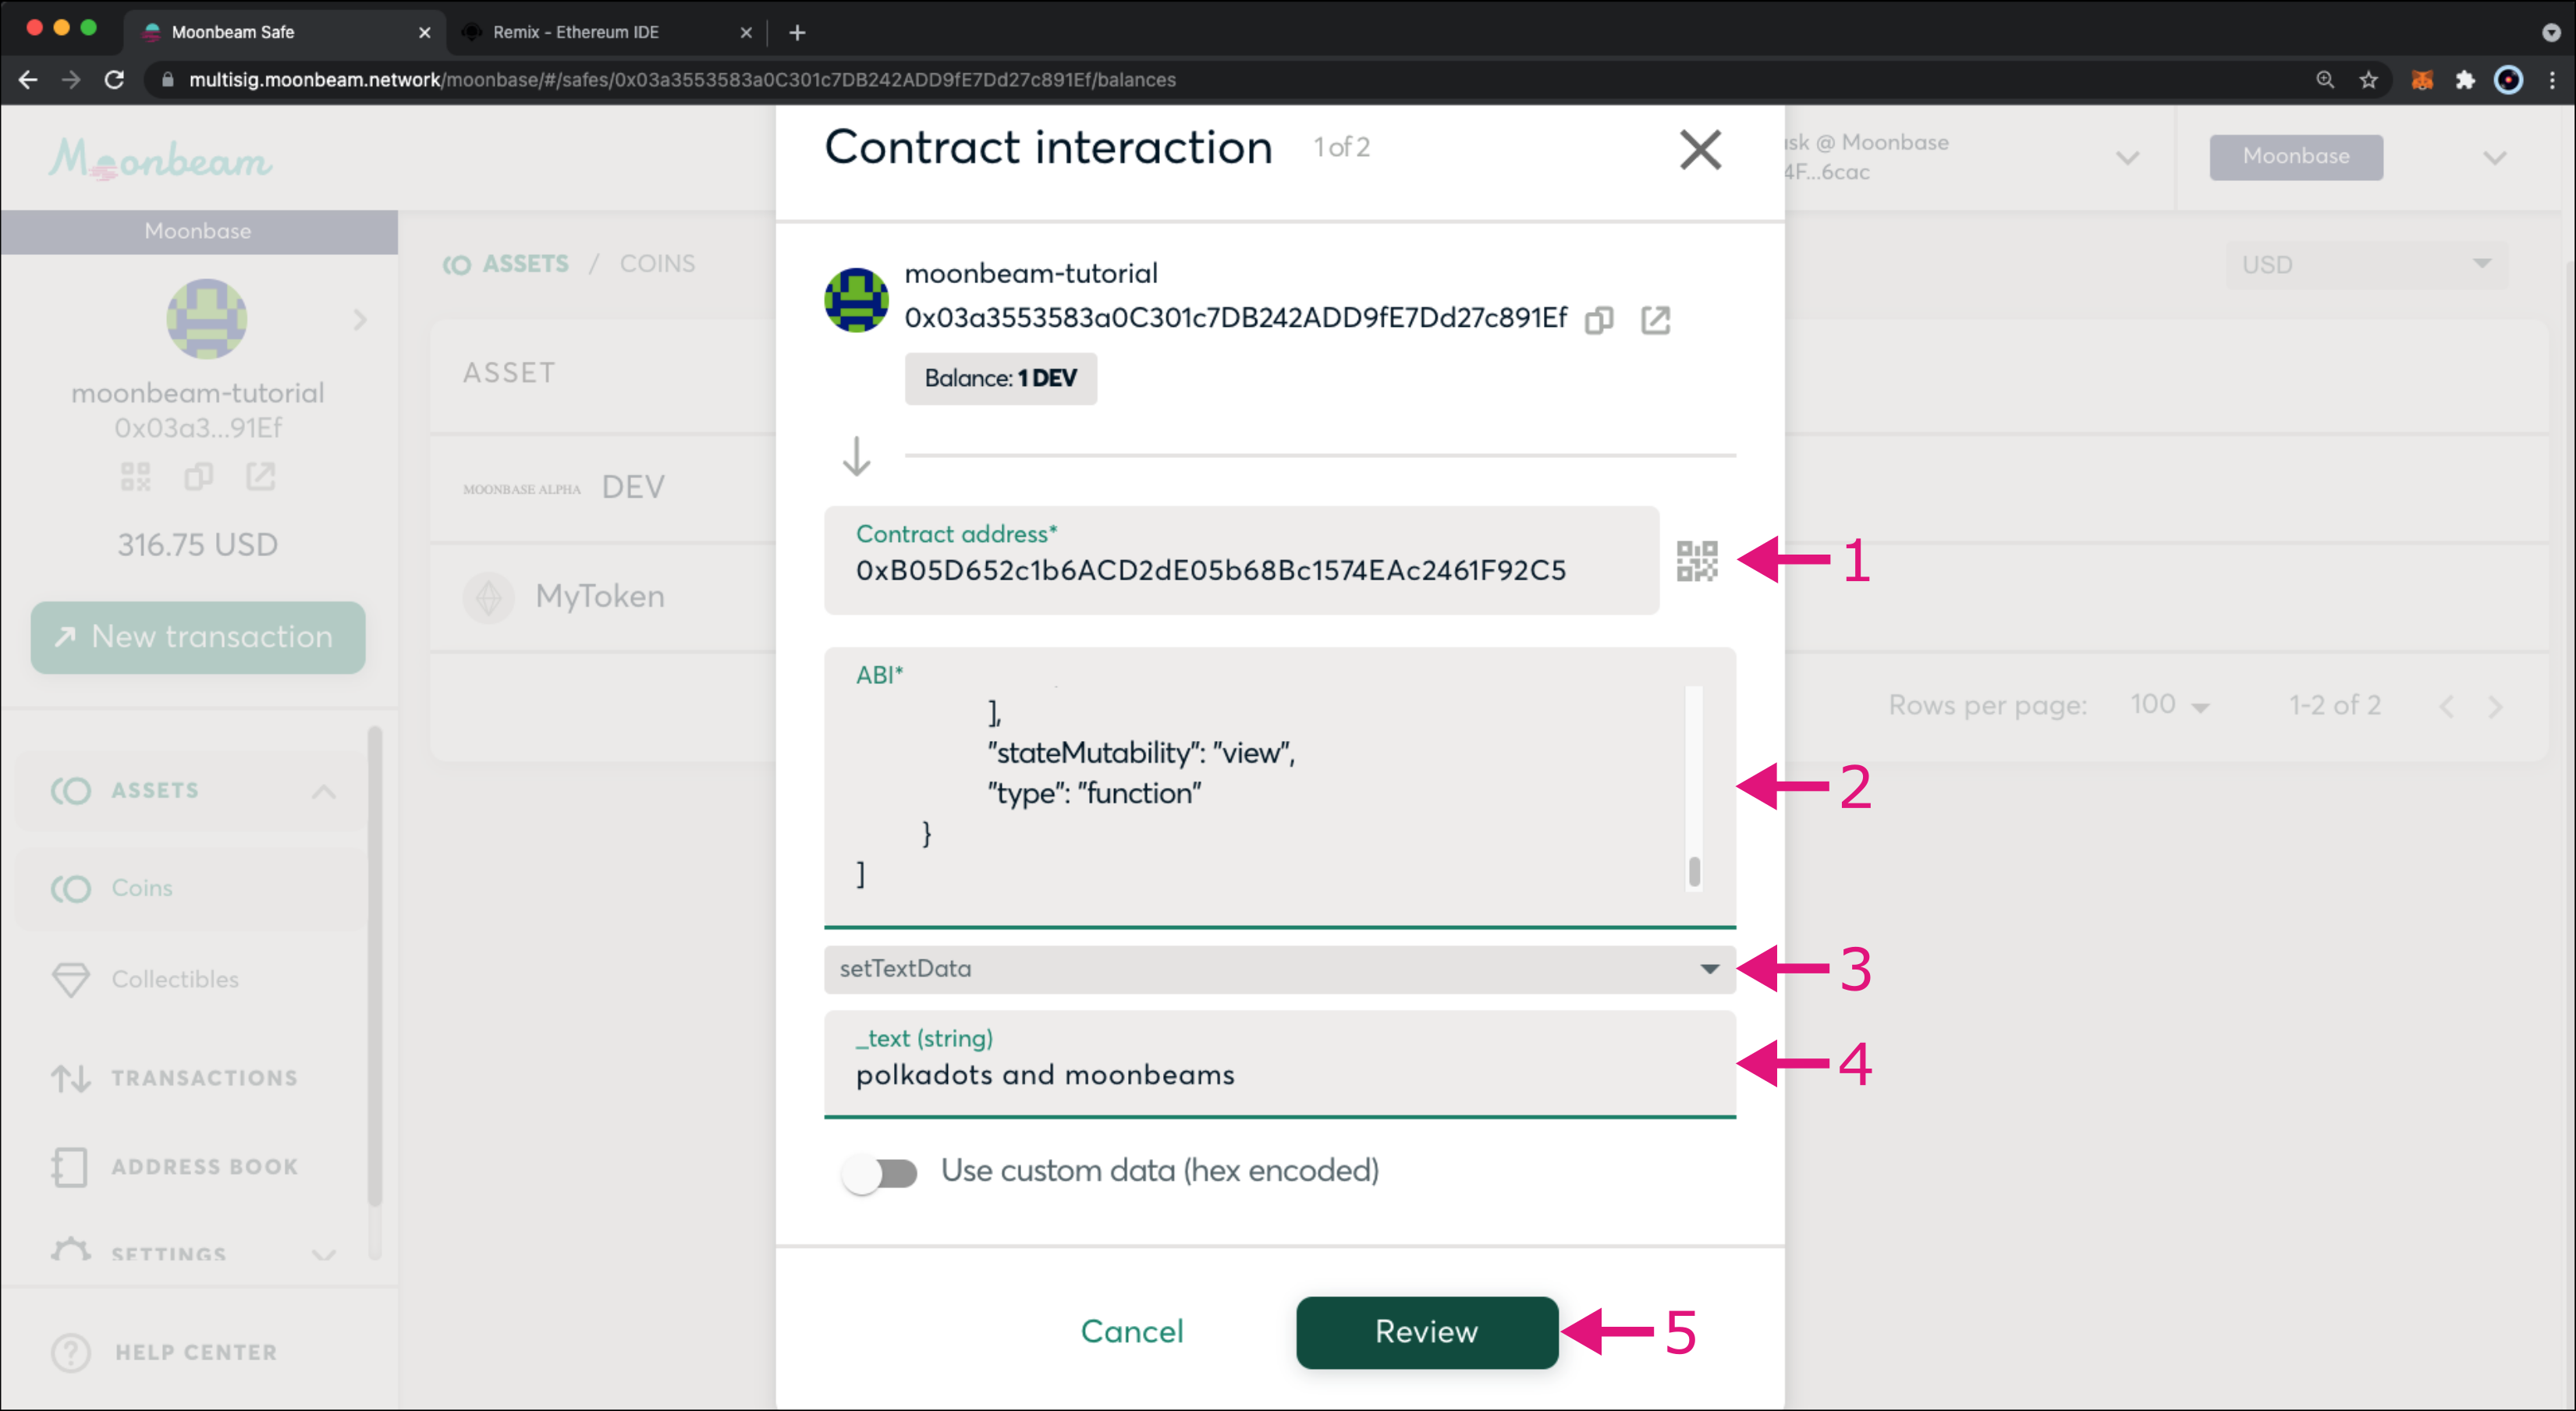 Moonbeam Safe
Remix - Ethereum IDE
multisig.moonbeam.network/moonbase/#/safes/0x03a3553583a0C301c7DB242ADD9fE7Dd27c891Ef/balances
Moonbeam
Contract interaction 1 of 2
sk @ Moonbase
4F...6cac
Moonbase
Moonbase
moonbeam-tutorial
0x03a3...91Ef
316.75 USD
New transaction
ASSETS
Coins
Collectibles
TRANSACTIONS
ADDRESS BOOK
SETTINGS
HELP CENTER
ASSETS / COINS
USD
ASSET
MOONBASE ALPHA DEV
MyToken
Rows per page: 100 1-2 of 2
moonbeam-tutorial
0x03a3553583a0C301c7DB242ADD9fE7Dd27c891Ef
Balance: 1 DEV
Contract address*
0xB05D652c1b6ACD2dE05b68Bc1574EAc2461F92C5
1
ABI*
],
"stateMutability": "view",
"type": "function"
}
]
2
setTextData
3
_text (string)
polkadots and moonbeams
4
Use custom data (hex encoded)
Cancel
Review
5